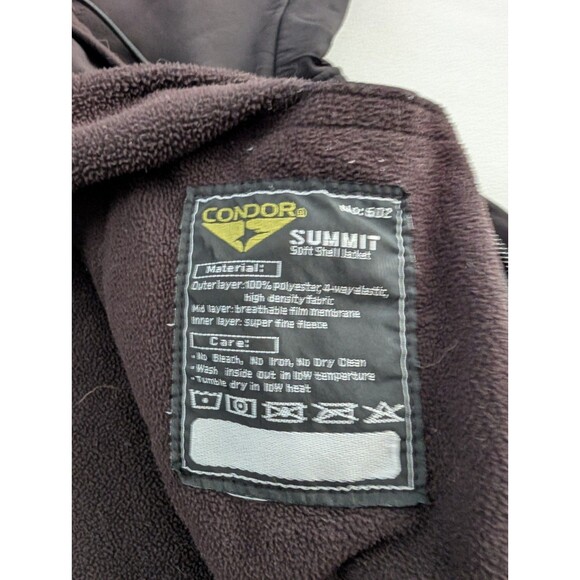 CONDOR
No: 602
SUMMIT
Soft Shell Jacket
Material:
Outer layer: 100% polyester, 4-way elastic,
high density fabric
Mid layer: breathable film membrane
Inner layer: super fine fleece
Care:
- No Bleach, No Iron, No Dry Clean
- Wash inside out in low temperture
- Tumble dry in low heat